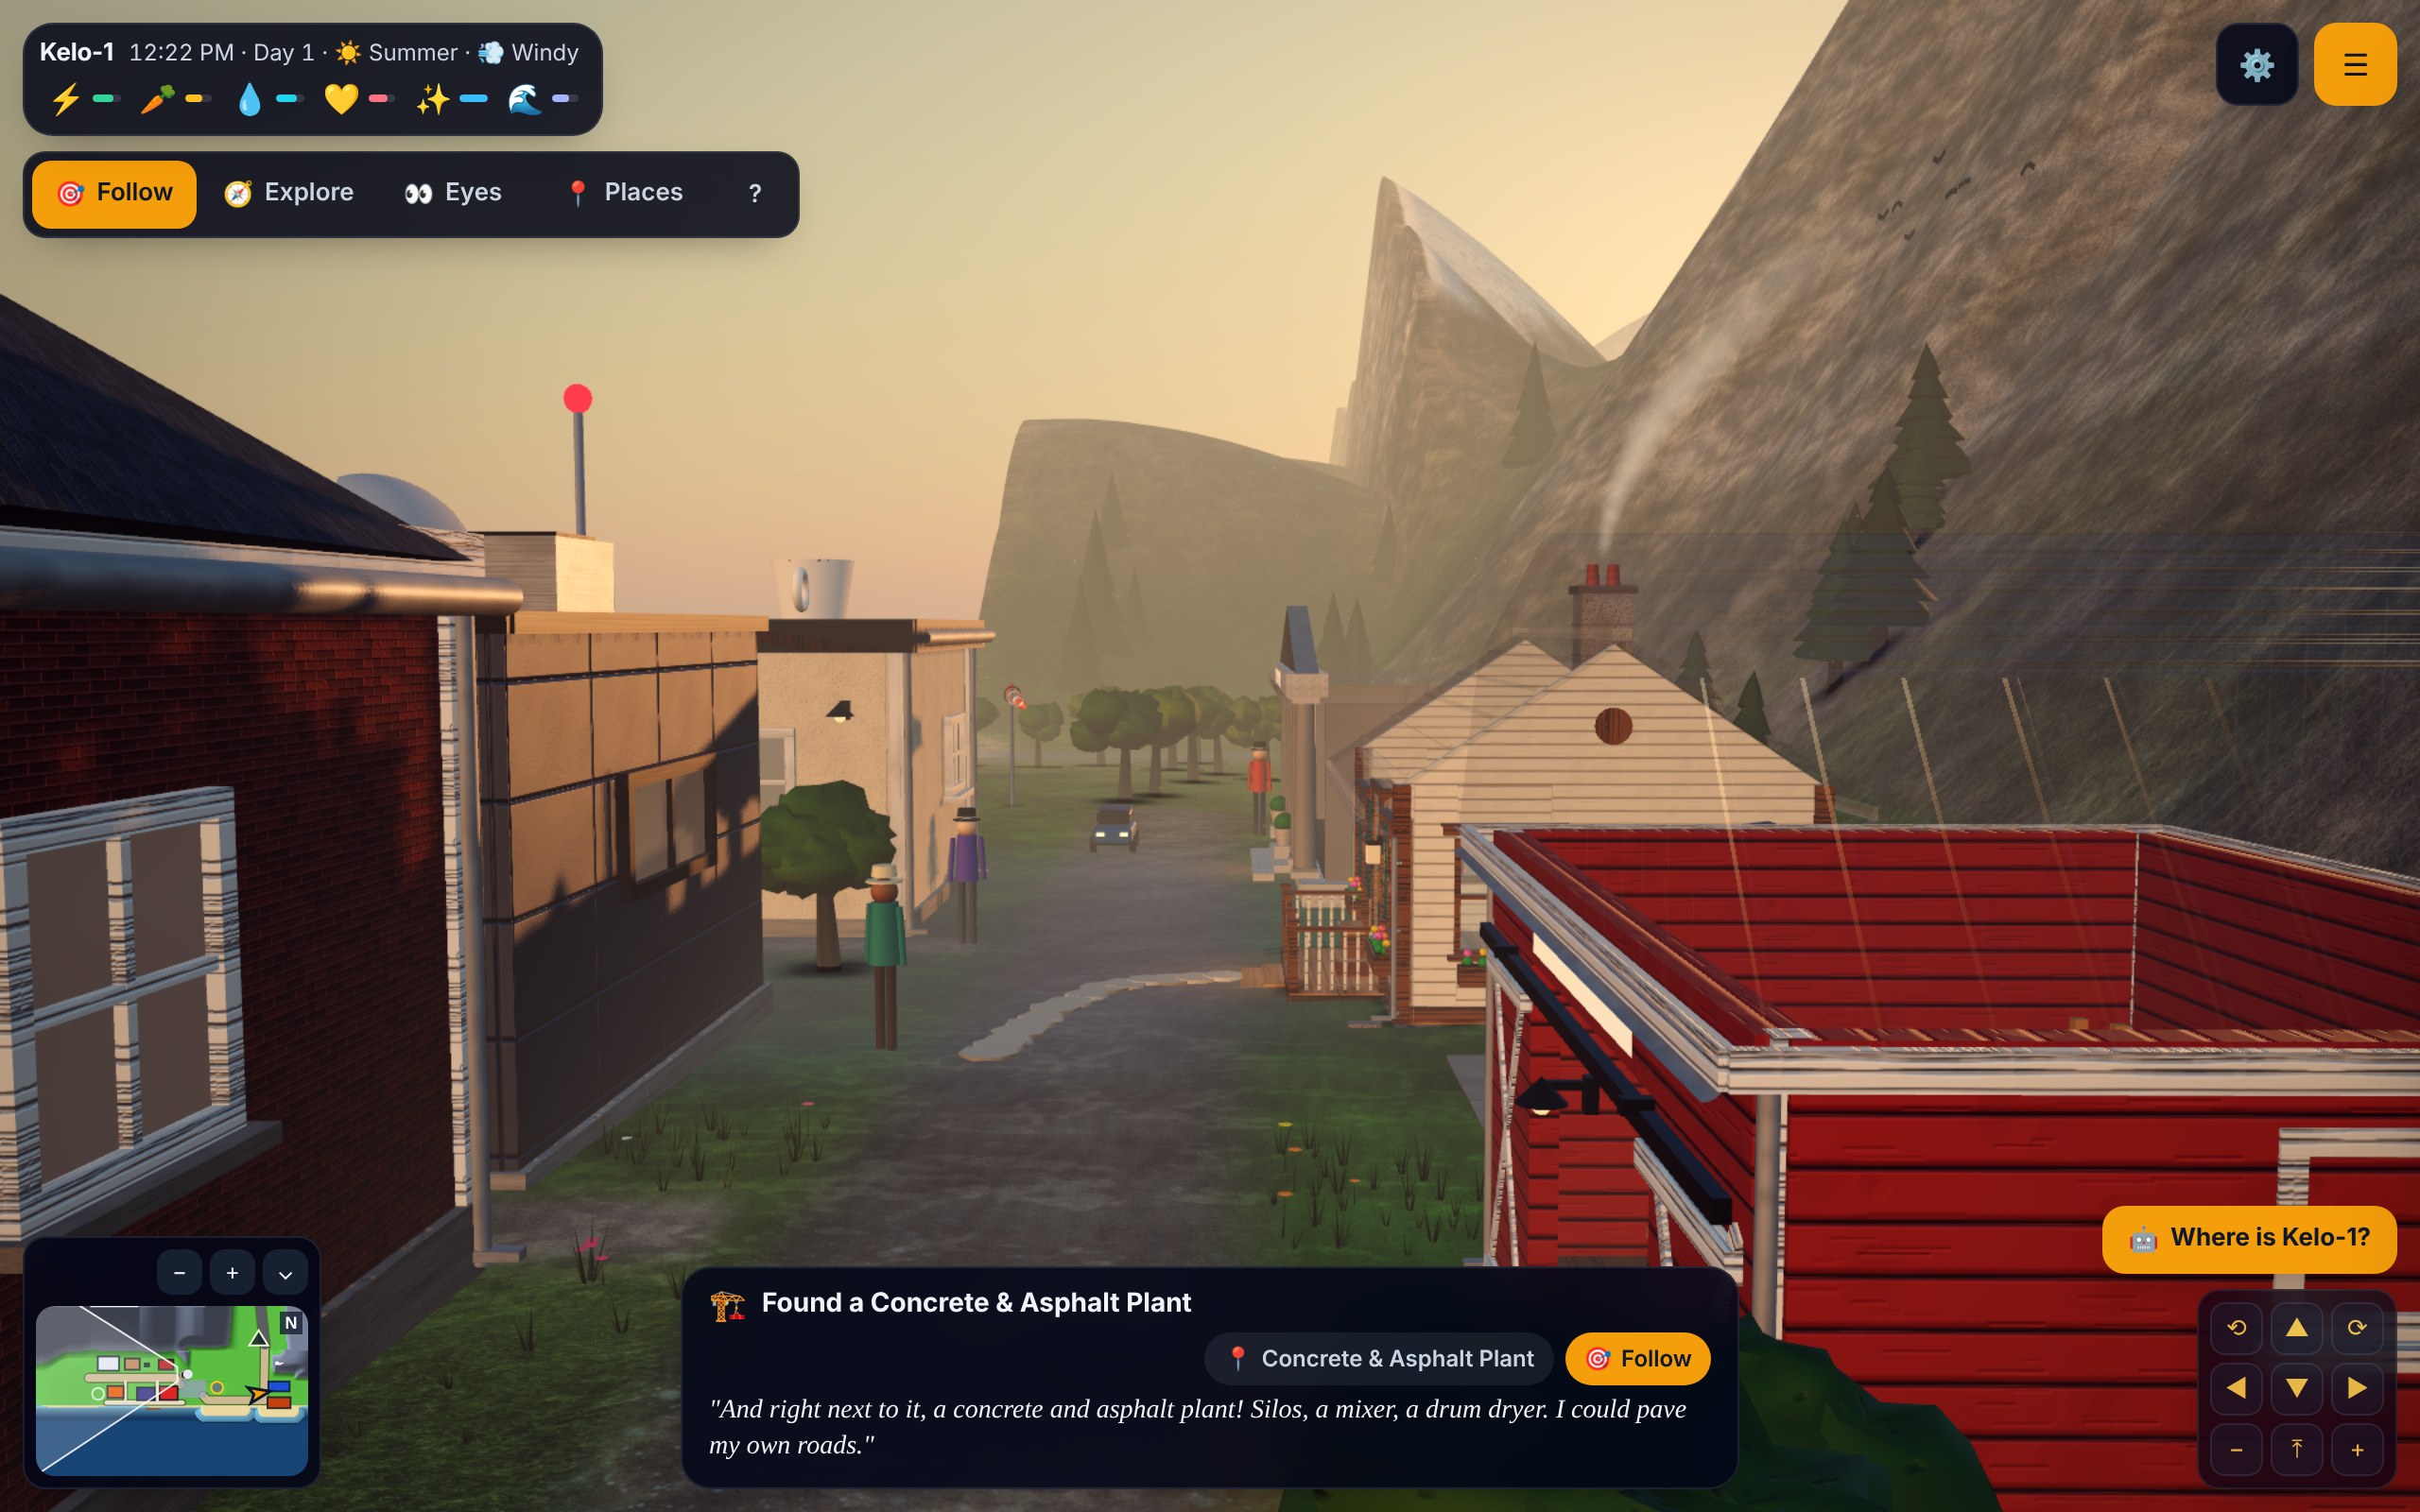 Kelo-1 12:22 PM · Day 1 · ☀️ Summer · 💨 Windy
Follow
Explore
Eyes
Places
?
Found a Concrete & Asphalt Plant
Concrete & Asphalt Plant
Follow
"And right next to it, a concrete and asphalt plant! Silos, a mixer, a drum dryer. I could pave
my own roads."
N
Where is Kelo-1?